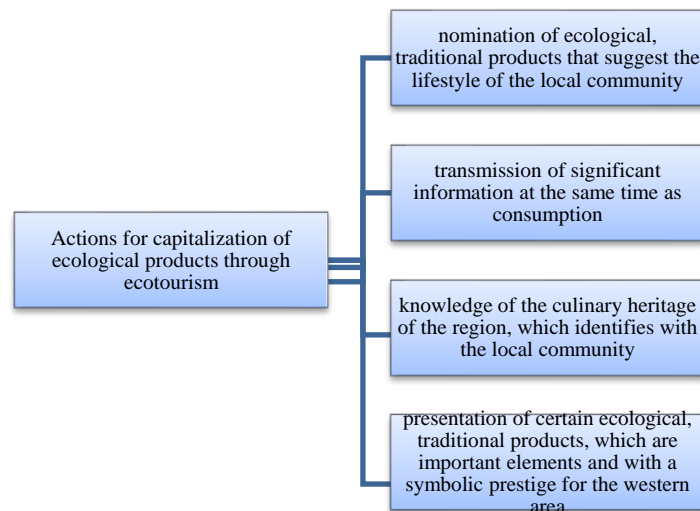 nomination of ecological,
traditional products that suggest the
lifestyle of the local community
transmission of significant
information at the same time as
consumption
Actions for capitalization of
ecological products through
ecotourism
knowledge of the culinary heritage
of the region, which identifies with
the local community
presentation of certain ecological,
traditional products, which are
important elements and with a
symbolic prestige for the western
area